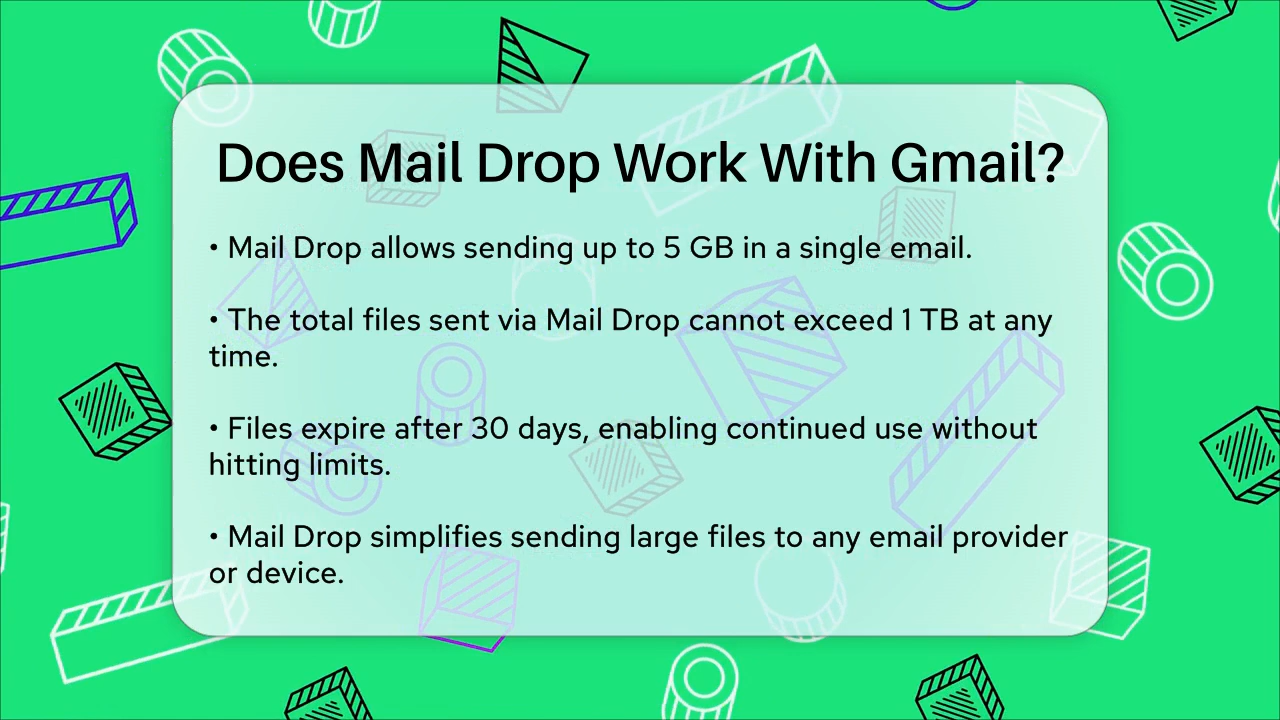 Does Mail Drop Work With Gmail?
• Mail Drop allows sending up to 5 GB in a single email.
• The total files sent via Mail Drop cannot exceed 1 TB at any
time.
• Files expire after 30 days, enabling continued use without
hitting limits.
• Mail Drop simplifies sending large files to any email provider
or device.